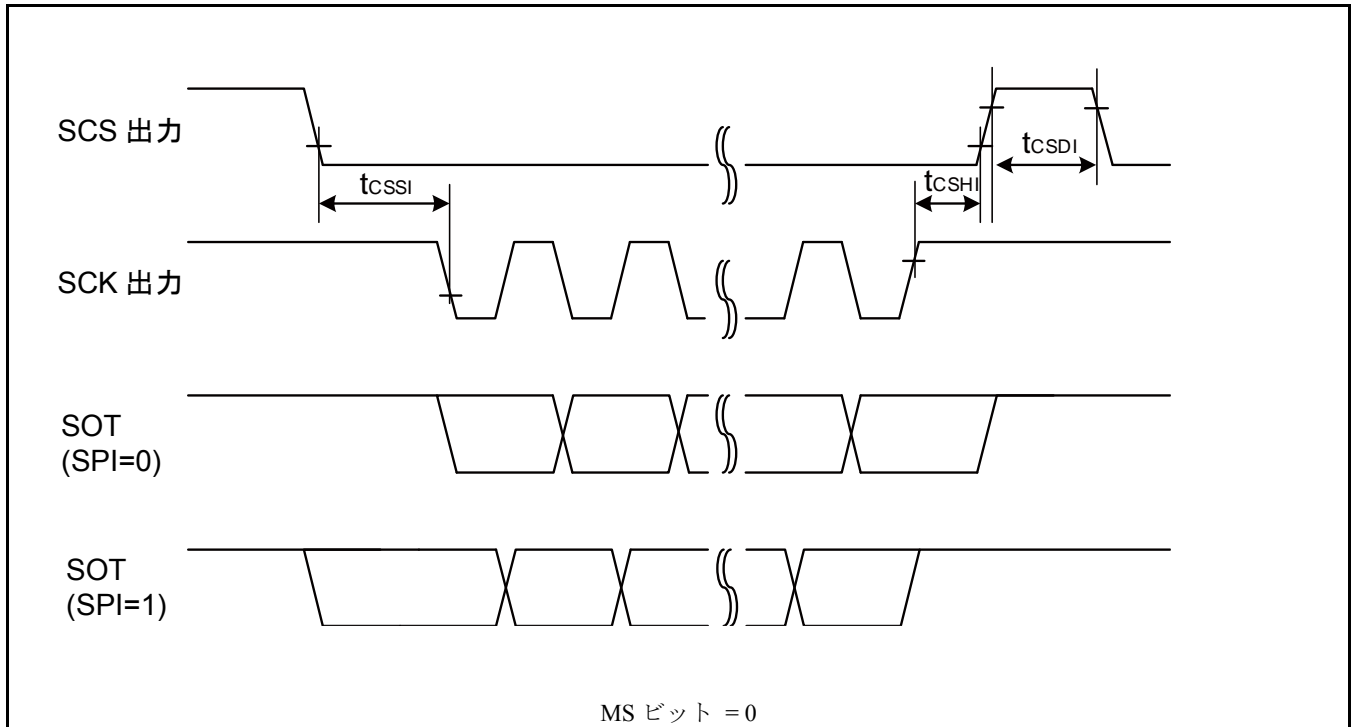 SCS 出力
tCSDI
tCSSI
tCSHI
SCK 出力
SOT
(SPI=0)
SOT
(SPI=1)
MS ビット = 0